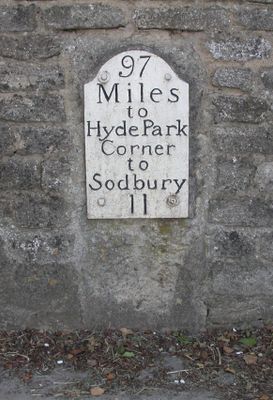 97
Miles
to
Hyde Park
Corner
to
Sodbury
11